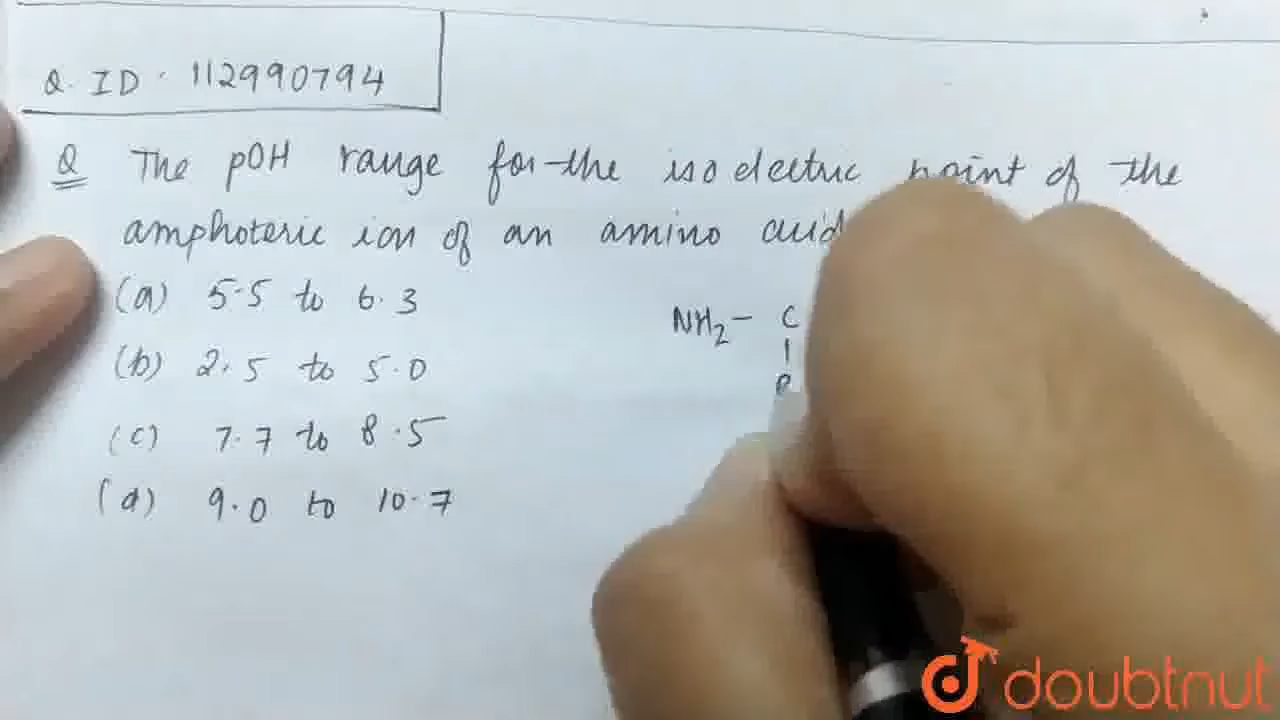 Q. ID. 112990794
Q The pOH range for the isoelectric point of the
amphoteric ion of an amino acid
(a) 5.5 to 6.3
(b) 2.5 to 5.0
(c) 7.7 to 8.5
(d) 9.0 to 10.7
NH2 - C
|
doubtnut